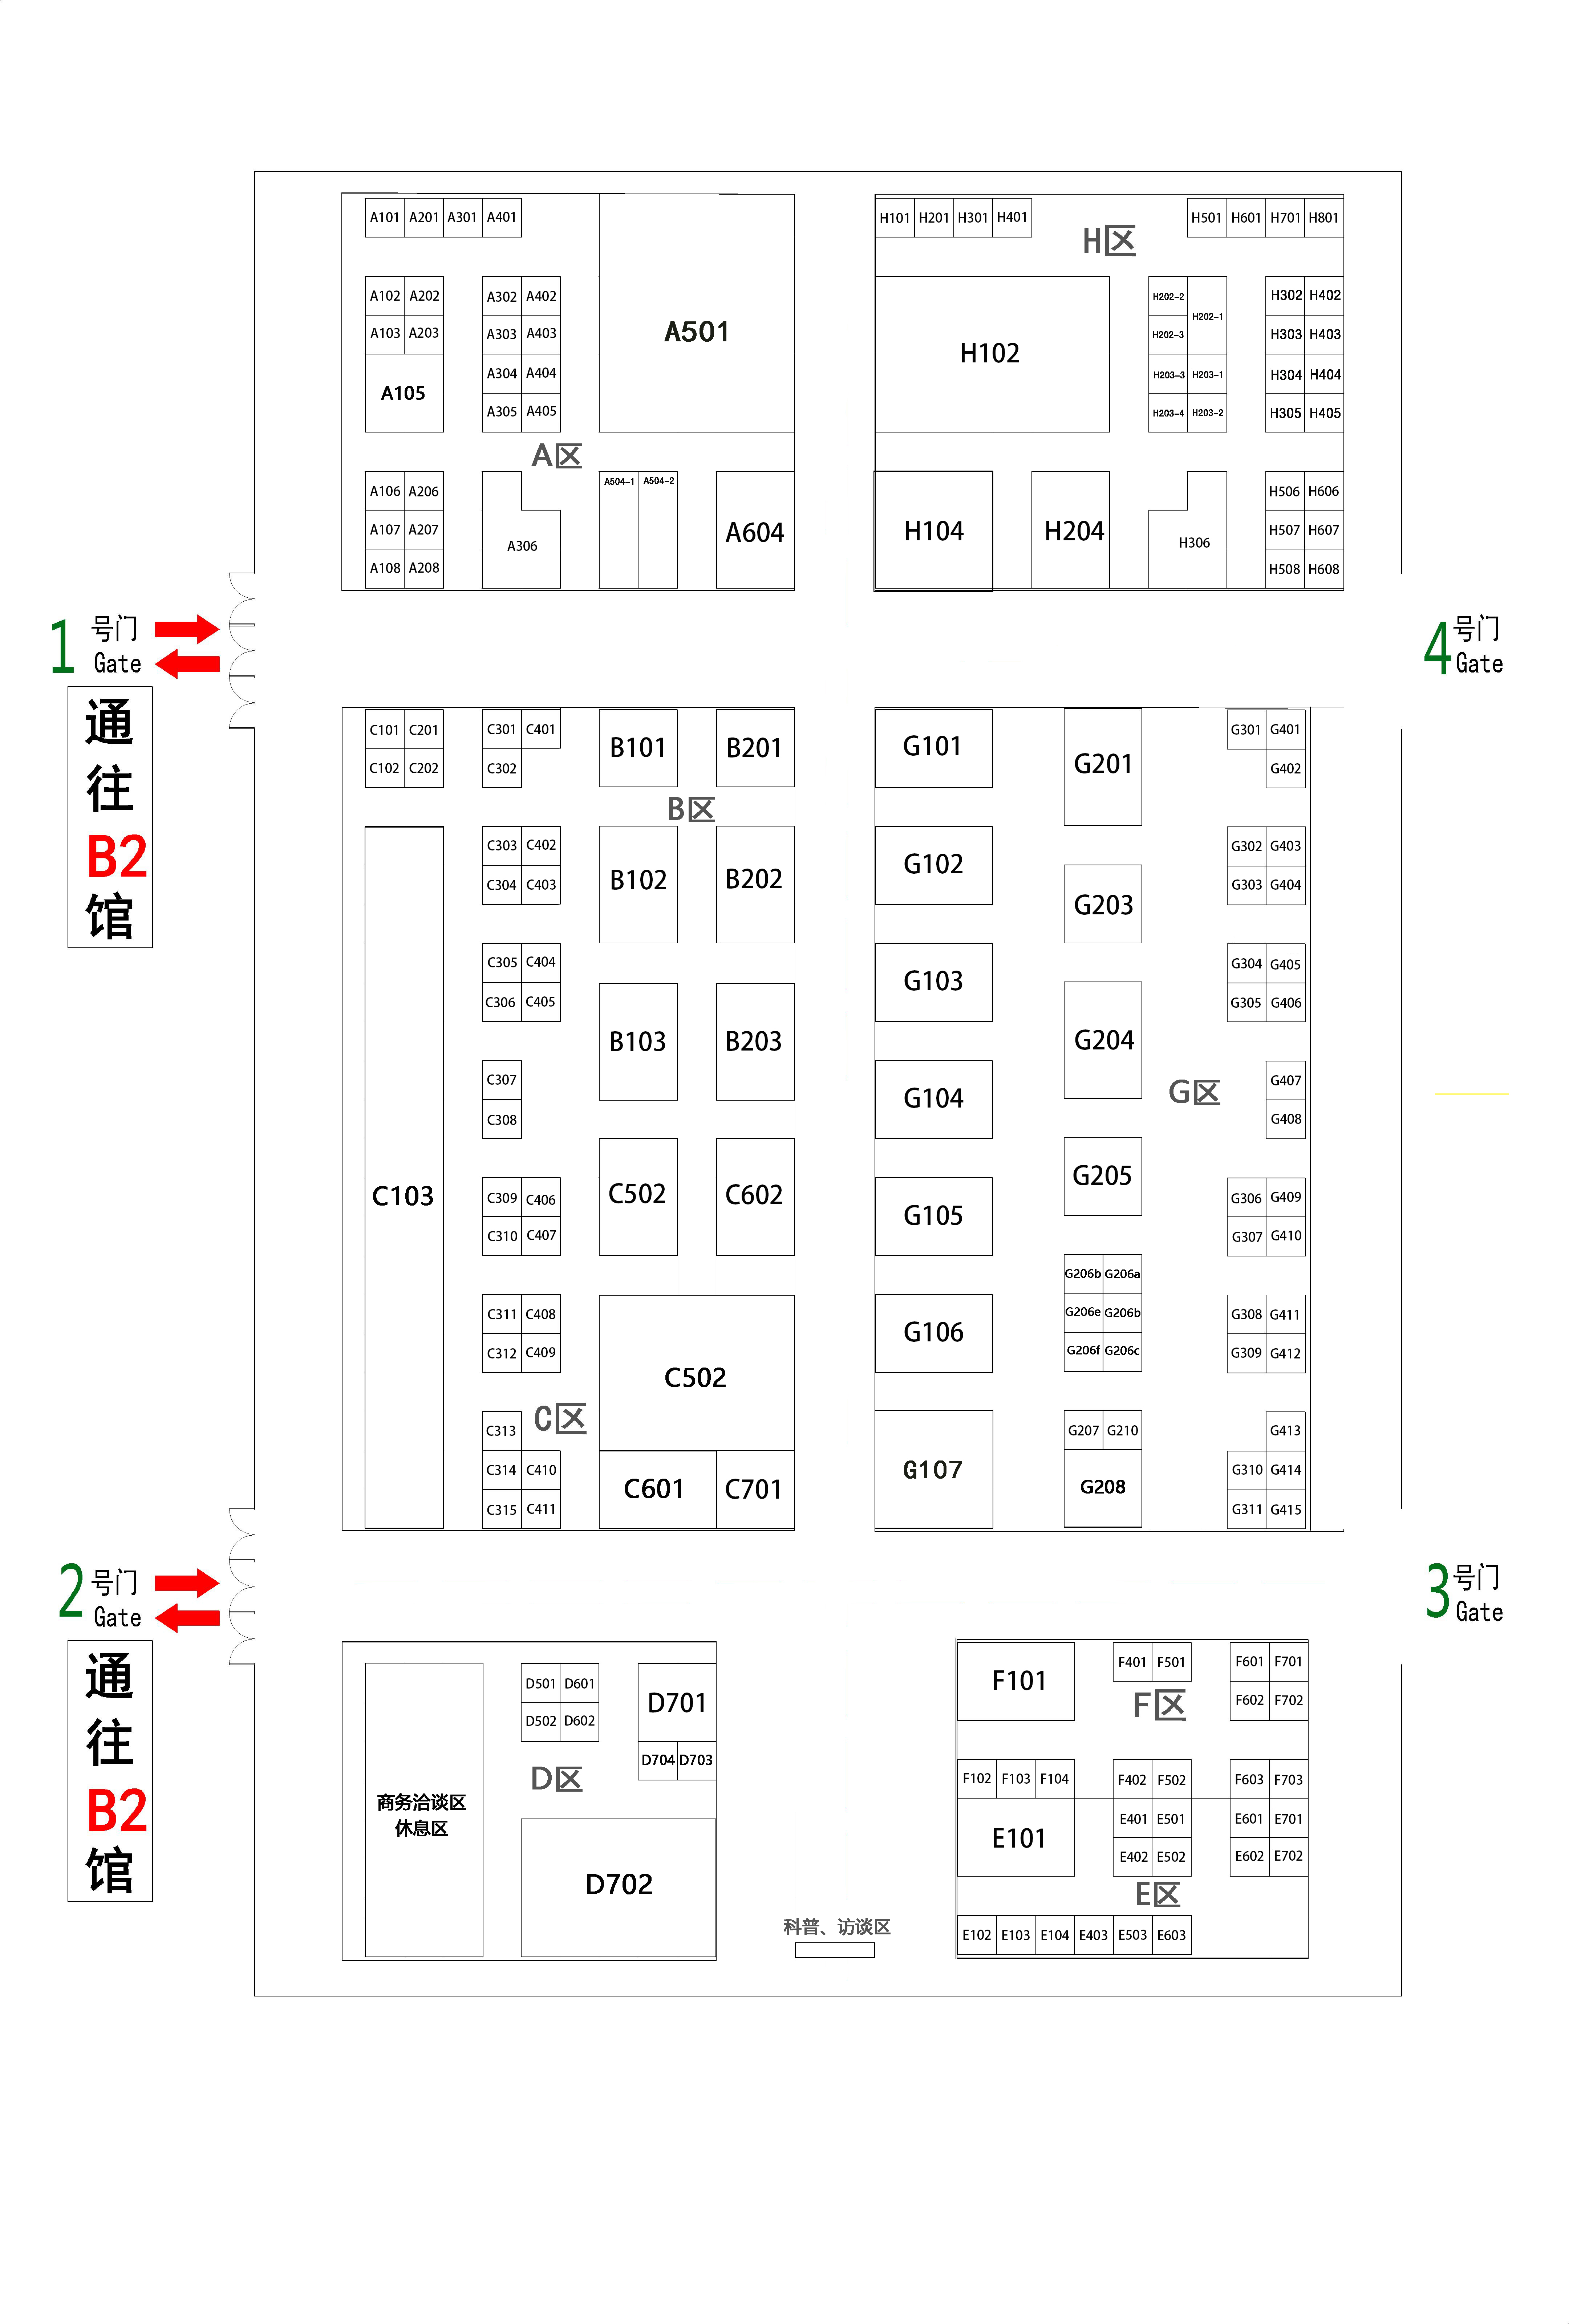 A101 A201 A301 A401
H101 H201 H301 H401
H501 H601 H701 H801
H区
A102 A202
A302 A402
H202-2
H202-1
H302 H402
A103 A203
A303 A403
A501
H202-3
H303 H403
H102
A304 A404
H203-3 H203-1
H304 H404
A105
A305 A405
H203-4 H203-2
H305 H405
A区
A106 A206
A504-1 A504-2
H506 H606
A107 A207
A306
A604
H104
H204
H306
H507 H607
A108 A208
H508 H608
1 号门
Gate
4 号门
Gate
通
往
B2
馆
C101 C201
C301 C401
B101
B201
G101
G201
G301 G401
C102 C202
C302
G402
B区
C303 C402
B102
B202
G102
G302 G403
C304 C403
G203
G303 G404
C305 C404
G103
G304 G405
C306 C405
G305 G406
B103
B203
G204
C307
G104
G区
G407
C308
G408
C103
C309 C406
C502
C602
G105
G205
G306 G409
C310 C407
G307 G410
G206b G206a
C311 C408
G206e G206b
G308 G411
C312 C409
G106
G206f G206c
G309 G412
C502
C区
C313
G207 G210
G413
C314 C410
G107
G310 G414
C315 C411
C601
C701
G208
G311 G415
2 号门
Gate
3 号门
Gate
通
往
B2
馆
D501 D601
D701
F101
F401 F501
F601 F701
D502 D602
F区
F602 F702
D704 D703
D区
F102 F103 F104
F402 F502
F603 F703
商务洽谈区
休息区
E101
E401 E501
E601 E701
E402 E502
E602 E702
D702
E区
科普、访谈区
E102 E103 E104 E403 E503 E603